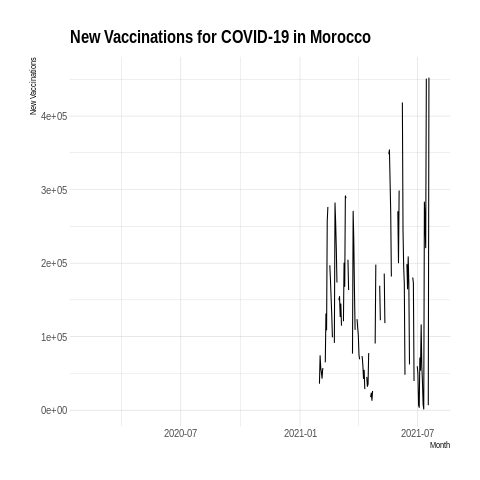 New Vaccinations for COVID-19 in Morocco
New Vaccinations
4e+05
3e+05
2e+05
1e+05
0e+00
2020-07
2021-01
2021-07
Month